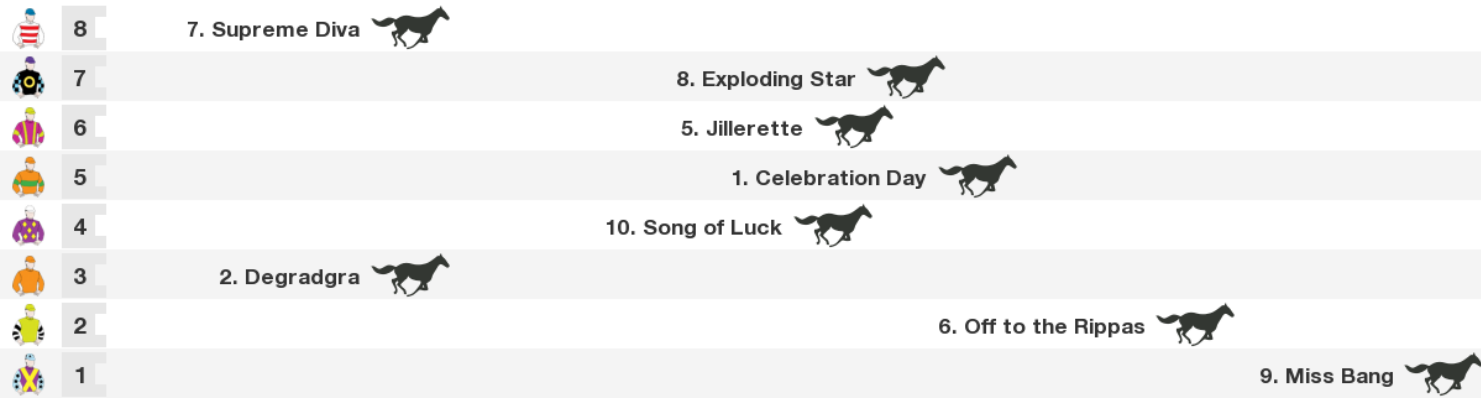 8 7. Supreme Diva
7 8. Exploding Star
6 5. Jillerette
5 1. Celebration Day
4 10. Song of Luck
3 2. Degradgra
2 6. Off to the Rippas
1 9. Miss Bang